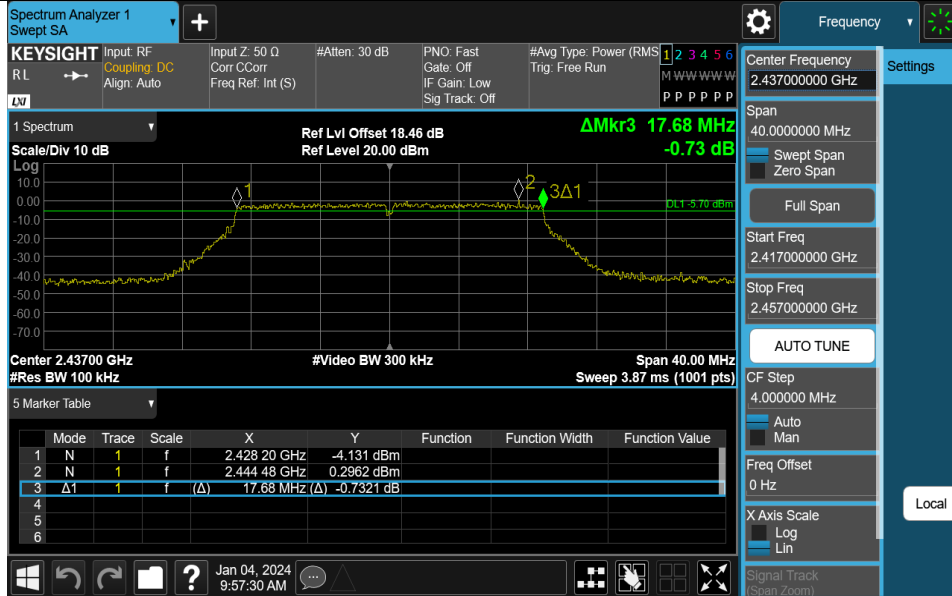 Spectrum Analyzer 1
Swept SA
+
Frequency
KEYSIGHT
RL
LXI
Input: RF
Coupling: DC
Align: Auto
Input Z: 50 Ω
Corr CCorr
Freq Ref: Int (S)
#Atten: 30 dB
PNO: Fast
Gate: Off
IF Gain: Low
Sig Track: Off
#Avg Type: Power (RMS
Trig: Free Run
1 2 3 4 5 6
M W W W W W
P P P P P P
1 Spectrum
Scale/Div 10 dB
Ref Lvl Offset 18.46 dB
Ref Level 20.00 dBm
ΔMkr3 17.68 MHz
-0.73 dB
Log
10.0
0.00
-10.0
-20.0
-30.0
-40.0
-50.0
-60.0
-70.0
1
2
3Δ1
DL1 -5.70 dBm
Center 2.43700 GHz
#Video BW 300 kHz
Span 40.00 MHz
#Res BW 100 kHz
Sweep 3.87 ms (1001 pts)
5 Marker Table
Mode Trace Scale X Y Function Function Width Function Value
1 N 1 f 2.428 20 GHz -4.131 dBm
2 N 1 f 2.444 48 GHz 0.2962 dBm
3 Δ1 1 f (Δ) 17.68 MHz (Δ) -0.7321 dB
4
5
6
Jan 04, 2024
9:57:30 AM
Center Frequency
2.437000000 GHz
Span
40.0000000 MHz
Swept Span
Zero Span
Full Span
Start Freq
2.417000000 GHz
Stop Freq
2.457000000 GHz
AUTO TUNE
CF Step
4.000000 MHz
Auto
Man
Freq Offset
0 Hz
X Axis Scale
Log
Lin
Signal Track
(Span Zoom)
Settings
Local